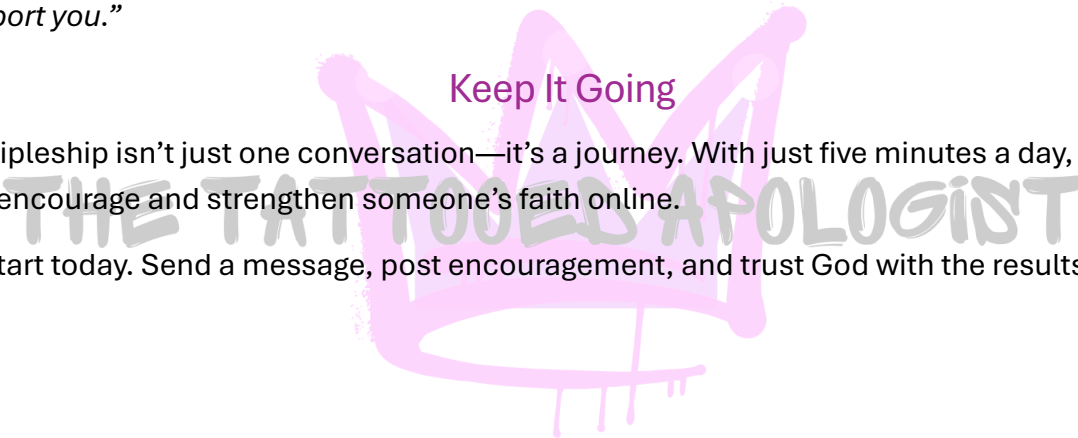 port you.”
Keep It Going
ipleship isn’t just one conversation—it’s a journey. With just five minutes a day,
encourage and strengthen someone’s faith online.
THE TATTOOED APOLOGIST
tart today. Send a message, post encouragement, and trust God with the results